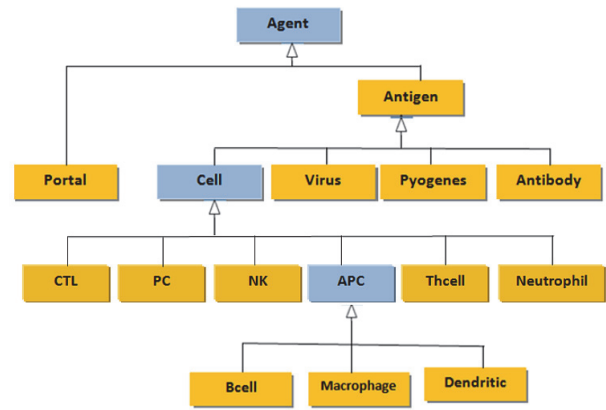 Agent
Antigen
Portal
Cell
Virus
Pyogenes
Antibody
CTL
PC
NK
APC
Thcell
Neutrophil
Bcell
Macrophage
Dendritic